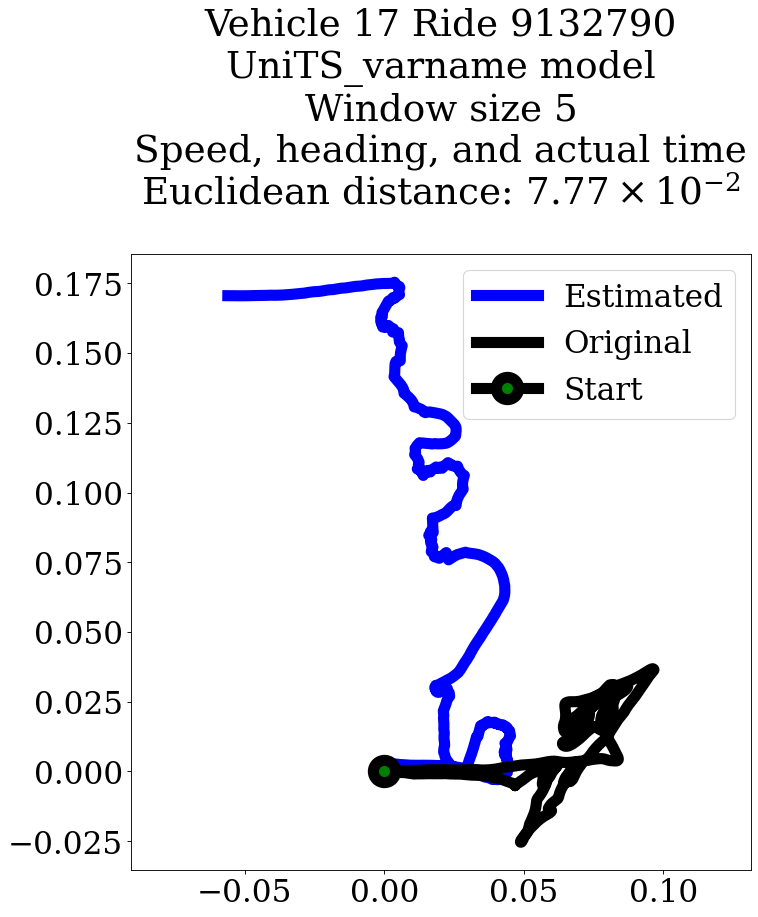 Vehicle 17 Ride 9132790
UniTS_varname model
Window size 5
Speed, heading, and actual time
Euclidean distance: 7.77 × 10⁻²
Estimated
Original
Start
0.175
0.150
0.125
0.100
0.075
0.050
0.025
0.000
−0.025
−0.05 0.00 0.05 0.10